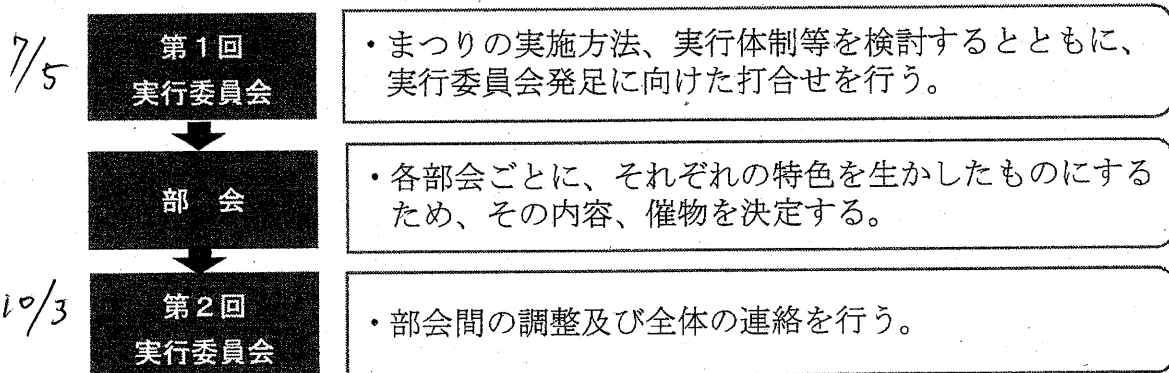 7/5
第1回
実行委員会
・まつりの実施方法、実行体制等を検討するとともに、
実行委員会発足に向けた打合せを行う。
部　会
・各部会ごとに、それぞれの特色を生かしたものにする
ため、その内容、催物を決定する。
10/3
第2回
実行委員会
・部会間の調整及び全体の連絡を行う。